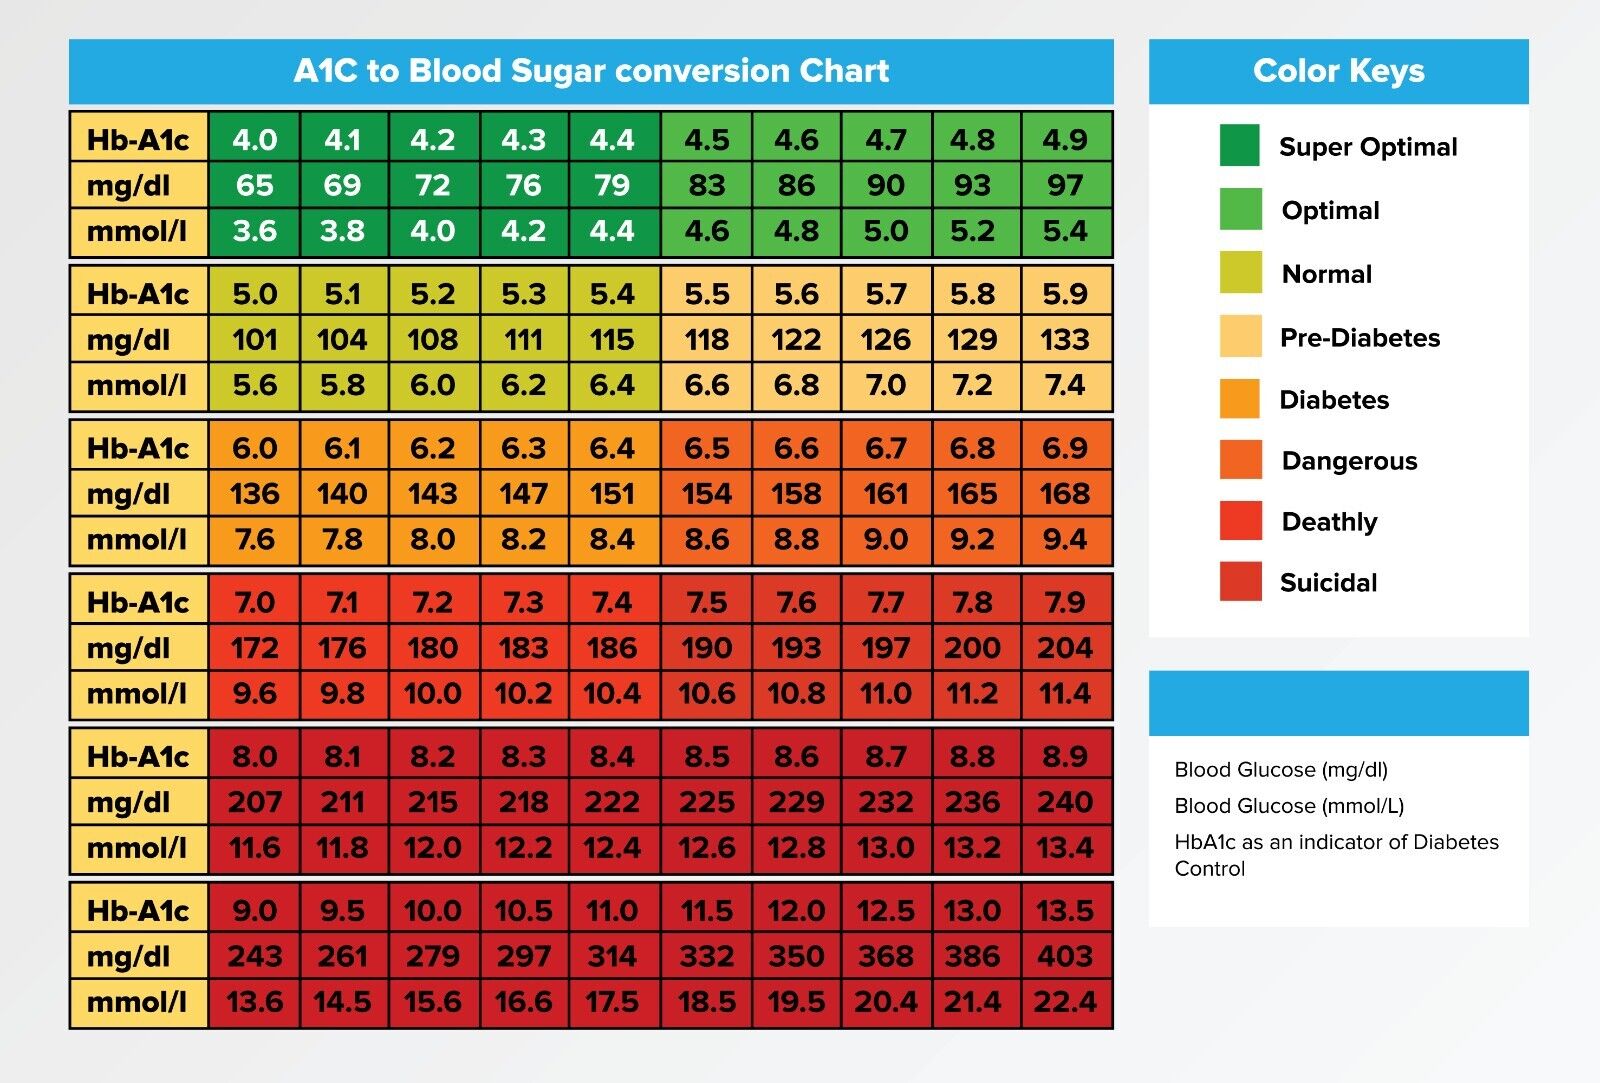 A1C to Blood Sugar conversion Chart
Hb-A1c 4.0 4.1 4.2 4.3 4.4 4.5 4.6 4.7 4.8 4.9
mg/dl 65 69 72 76 79 83 86 90 93 97
mmol/l 3.6 3.8 4.0 4.2 4.4 4.6 4.8 5.0 5.2 5.4
Hb-A1c 5.0 5.1 5.2 5.3 5.4 5.5 5.6 5.7 5.8 5.9
mg/dl 101 104 108 111 115 118 122 126 129 133
mmol/l 5.6 5.8 6.0 6.2 6.4 6.6 6.8 7.0 7.2 7.4
Hb-A1c 6.0 6.1 6.2 6.3 6.4 6.5 6.6 6.7 6.8 6.9
mg/dl 136 140 143 147 151 154 158 161 165 168
mmol/l 7.6 7.8 8.0 8.2 8.4 8.6 8.8 9.0 9.2 9.4
Hb-A1c 7.0 7.1 7.2 7.3 7.4 7.5 7.6 7.7 7.8 7.9
mg/dl 172 176 180 183 186 190 193 197 200 204
mmol/l 9.6 9.8 10.0 10.2 10.4 10.6 10.8 11.0 11.2 11.4
Hb-A1c 8.0 8.1 8.2 8.3 8.4 8.5 8.6 8.7 8.8 8.9
mg/dl 207 211 215 218 222 225 229 232 236 240
mmol/l 11.6 11.8 12.0 12.2 12.4 12.6 12.8 13.0 13.2 13.4
Hb-A1c 9.0 9.5 10.0 10.5 11.0 11.5 12.0 12.5 13.0 13.5
mg/dl 243 261 279 297 314 332 350 368 386 403
mmol/l 13.6 14.5 15.6 16.6 17.5 18.5 19.5 20.4 21.4 22.4
Color Keys
Super Optimal
Optimal
Normal
Pre-Diabetes
Diabetes
Dangerous
Deathly
Suicidal
Blood Glucose (mg/dl)
Blood Glucose (mmol/L)
HbA1c as an indicator of Diabetes
Control